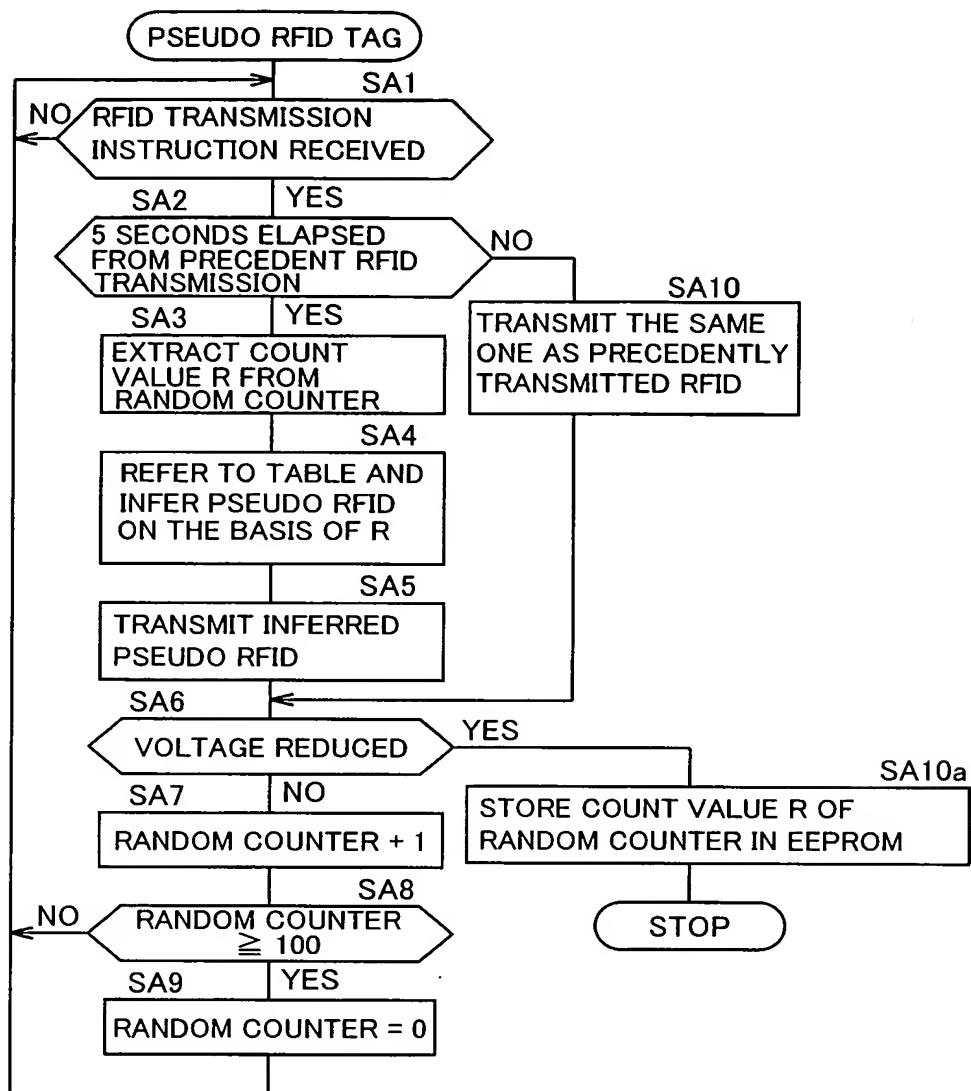 PSEUDO RFID TAG
SA1
NO
RFID TRANSMISSION
INSTRUCTION RECEIVED
SA2
YES
5 SECONDS ELAPSED
FROM PRECEDENT RFID
TRANSMISSION
NO
SA3
YES
SA10
EXTRACT COUNT
VALUE R FROM
RANDOM COUNTER
TRANSMIT THE SAME
ONE AS PRECEDENTLY
TRANSMITTED RFID
SA4
REFER TO TABLE AND
INFER PSEUDO RFID
ON THE BASIS OF R
SA5
TRANSMIT INFERRED
PSEUDO RFID
SA6
VOLTAGE REDUCED
YES
SA7
NO
SA10a
RANDOM COUNTER + 1
STORE COUNT VALUE R OF
RANDOM COUNTER IN EEPROM
SA8
NO
RANDOM COUNTER
≧ 100
STOP
SA9
YES
RANDOM COUNTER = 0